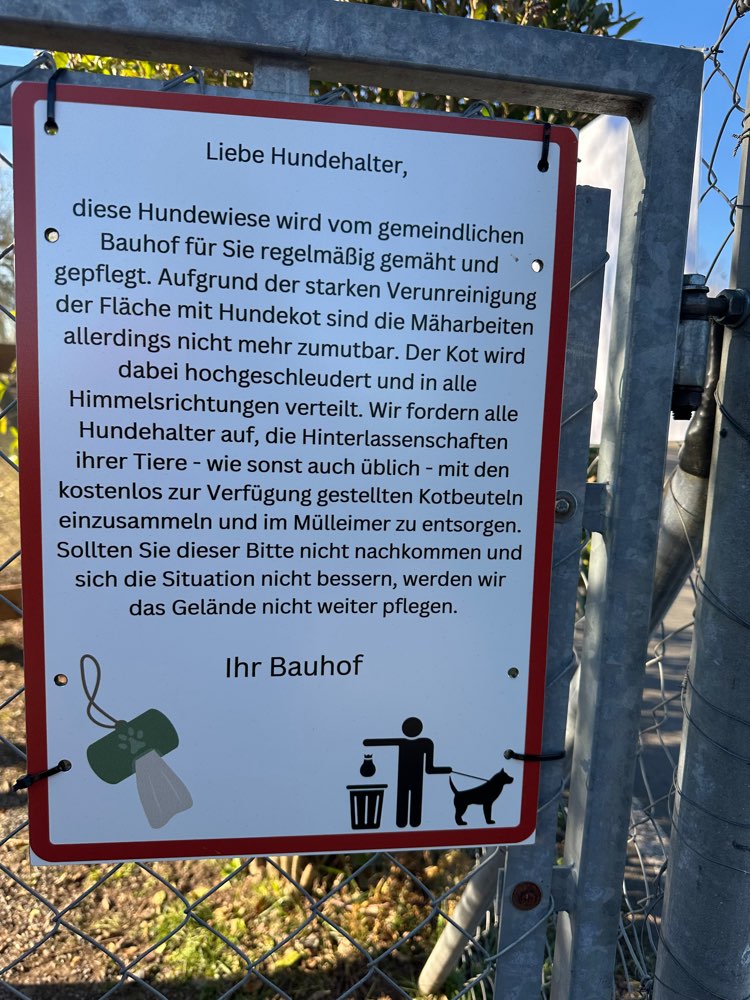 Liebe Hundehalter,
diese Hundewiese wird vom gemeindlichen
Bauhof für Sie regelmäßig gemäht und
gepflegt. Aufgrund der starken Verunreinigung
der Fläche mit Hundekot sind die Mäharbeiten
allerdings nicht mehr zumutbar. Der Kot wird
dabei hochgeschleudert und in alle
Himmelsrichtungen verteilt. Wir fordern alle
Hundehalter auf, die Hinterlassenschaften
ihrer Tiere - wie sonst auch üblich - mit den
kostenlos zur Verfügung gestellten Kotbeuteln
einzusammeln und im Mülleimer zu entsorgen.
Sollten Sie dieser Bitte nicht nachkommen und
sich die Situation nicht bessern, werden wir
das Gelände nicht weiter pflegen.
Ihr Bauhof